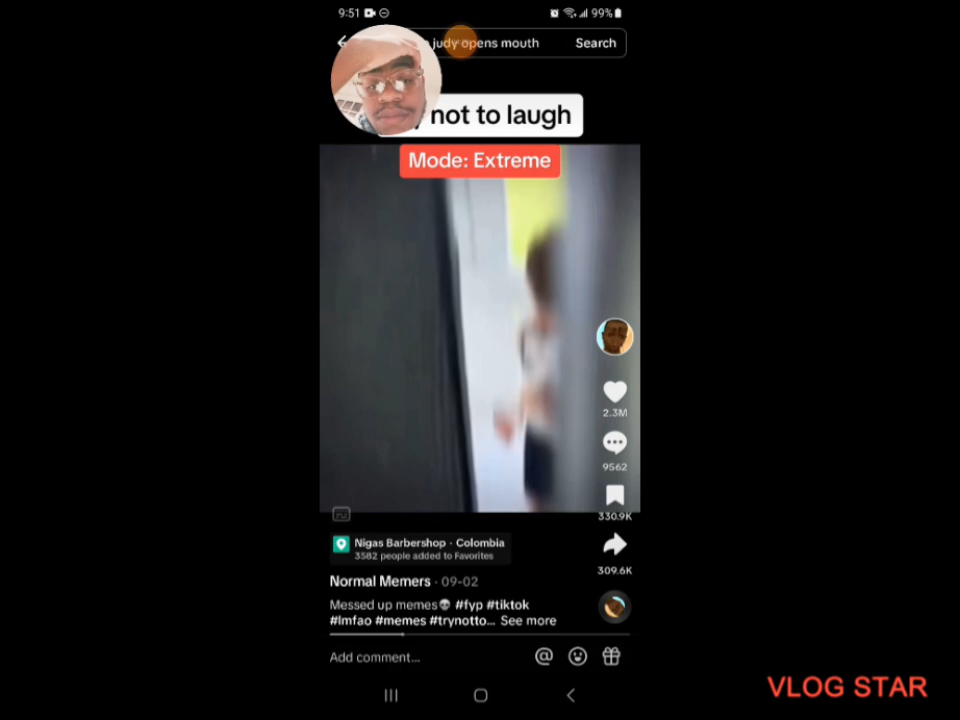 9:51
99%
judy opens mouth
Search
not to laugh
Mode: Extreme
2.3M
9562
330.9K
309.6K
Nigas Barbershop · Colombia
3582 people added to Favorites
Normal Memers · 09-02
Messed up memes💀 #fyp #tiktok
#lmfao #memes #trynotto... See more
Add comment...
VLOG STAR